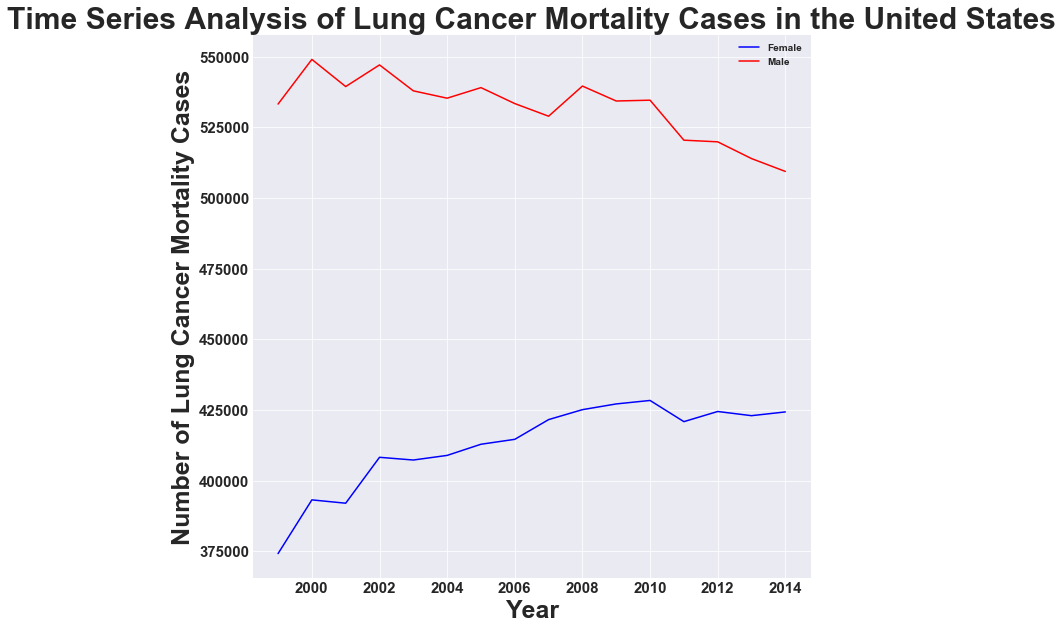 Time Series Analysis of Lung Cancer Mortality Cases in the United States
Female
Male
Number of Lung Cancer Mortality Cases
550000
525000
500000
475000
450000
425000
400000
375000
2000 2002 2004 2006 2008 2010 2012 2014
Year